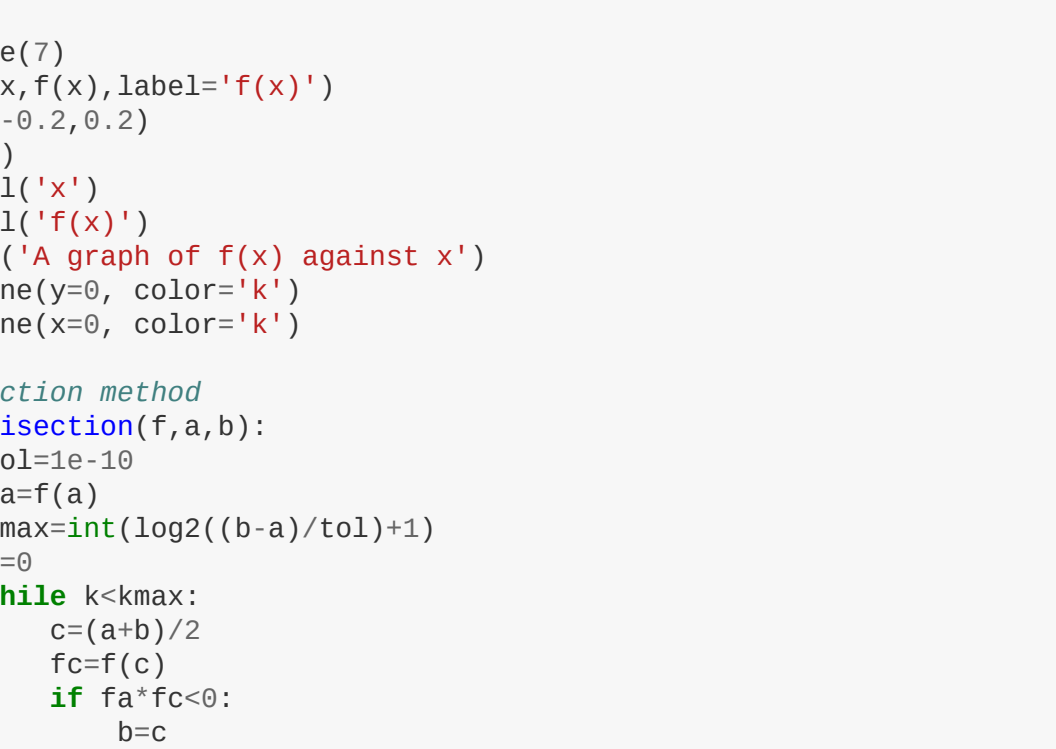 e(7)
x,f(x),label='f(x)')
-0.2,0.2)
)
l('x')
l('f(x)')
('A graph of f(x) against x')
ne(y=0, color='k')
ne(x=0, color='k')
ction method
isection(f,a,b):
ol=1e-10
a=f(a)
max=int(log2((b-a)/tol)+1)
=0
hile k<kmax:
c=(a+b)/2
fc=f(c)
if fa*fc<0:
b=c